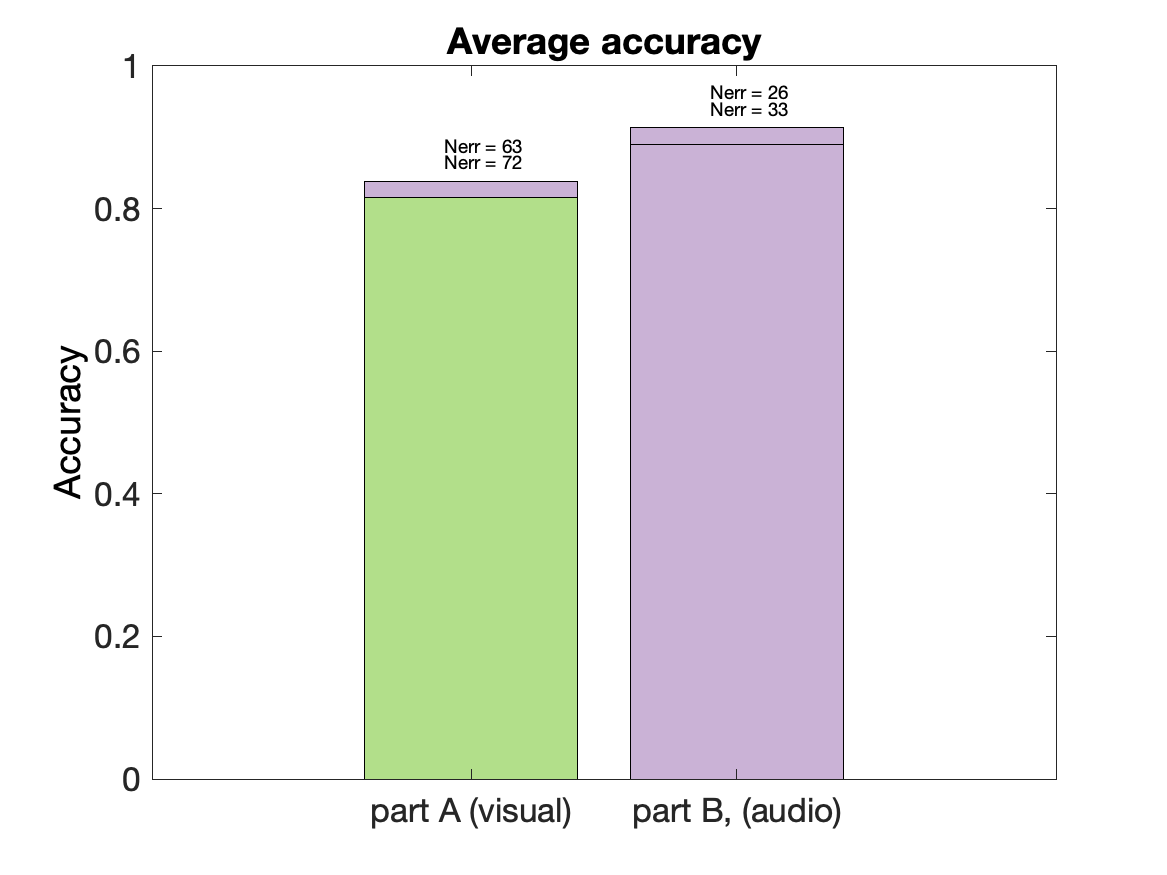 Average accuracy
1
Nerr = 26
Nerr = 33
Nerr = 63
Nerr = 72
0.8
0.6
Accuracy
0.4
0.2
0
part A (visual)
part B, (audio)